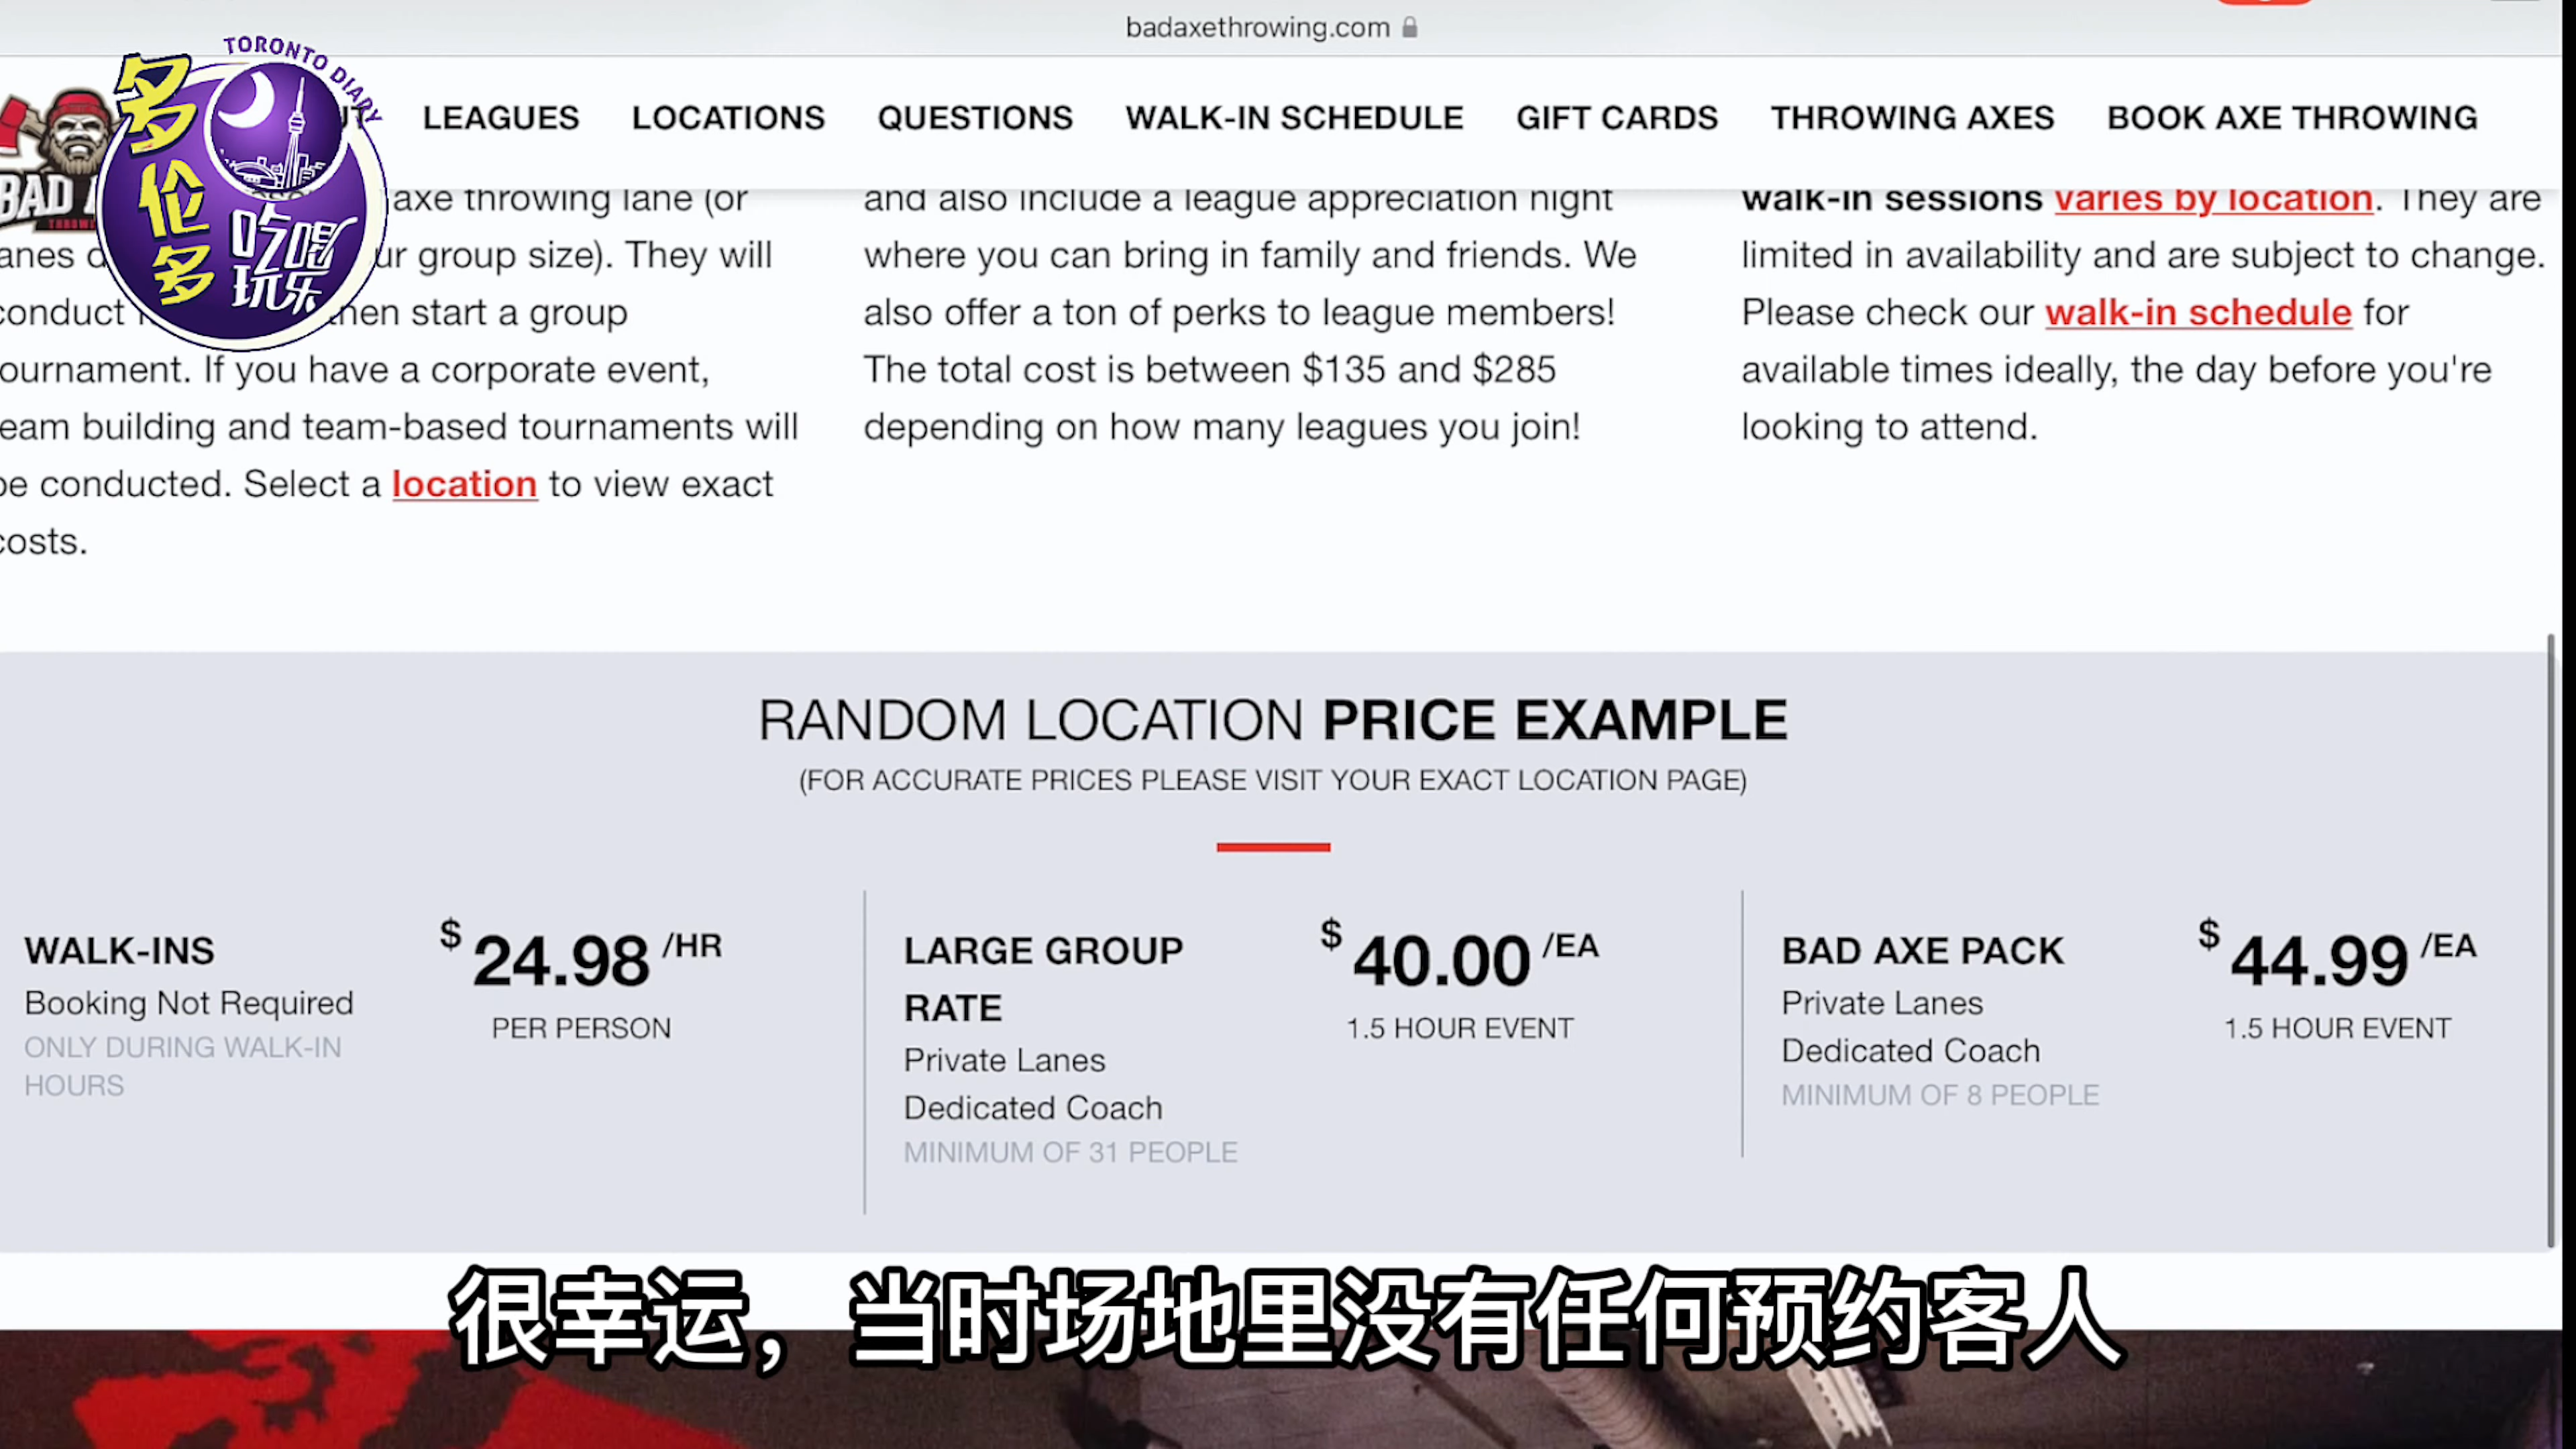 badaxethrowing.com
TORONTO DIARY
多伦多
吃喝
玩乐
BAD
LEAGUES
LOCATIONS
QUESTIONS
WALK-IN SCHEDULE
GIFT CARDS
THROWING AXES
BOOK AXE THROWING
axe throwing lane (or
group size). They will
start a group
If you have a corporate event,
building and team-based tournaments will
conducted. Select a location to view exact
and also include a league appreciation night
where you can bring in family and friends. We
also offer a ton of perks to league members!
The total cost is between $135 and $285
depending on how many leagues you join!
walk-in sessions varies by location. They are
limited in availability and are subject to change.
Please check our walk-in schedule for
available times ideally, the day before you're
looking to attend.
RANDOM LOCATION PRICE EXAMPLE
(FOR ACCURATE PRICES PLEASE VISIT YOUR EXACT LOCATION PAGE)
WALK-INS
Booking Not Required
ONLY DURING WALK-IN
HOURS
$24.98 /HR
PER PERSON
LARGE GROUP
RATE
Private Lanes
Dedicated Coach
MINIMUM OF 31 PEOPLE
$40.00 /EA
1.5 HOUR EVENT
BAD AXE PACK
Private Lanes
Dedicated Coach
MINIMUM OF 8 PEOPLE
$44.99 /EA
1.5 HOUR EVENT
很幸运，当时场地里没有任何预约客人